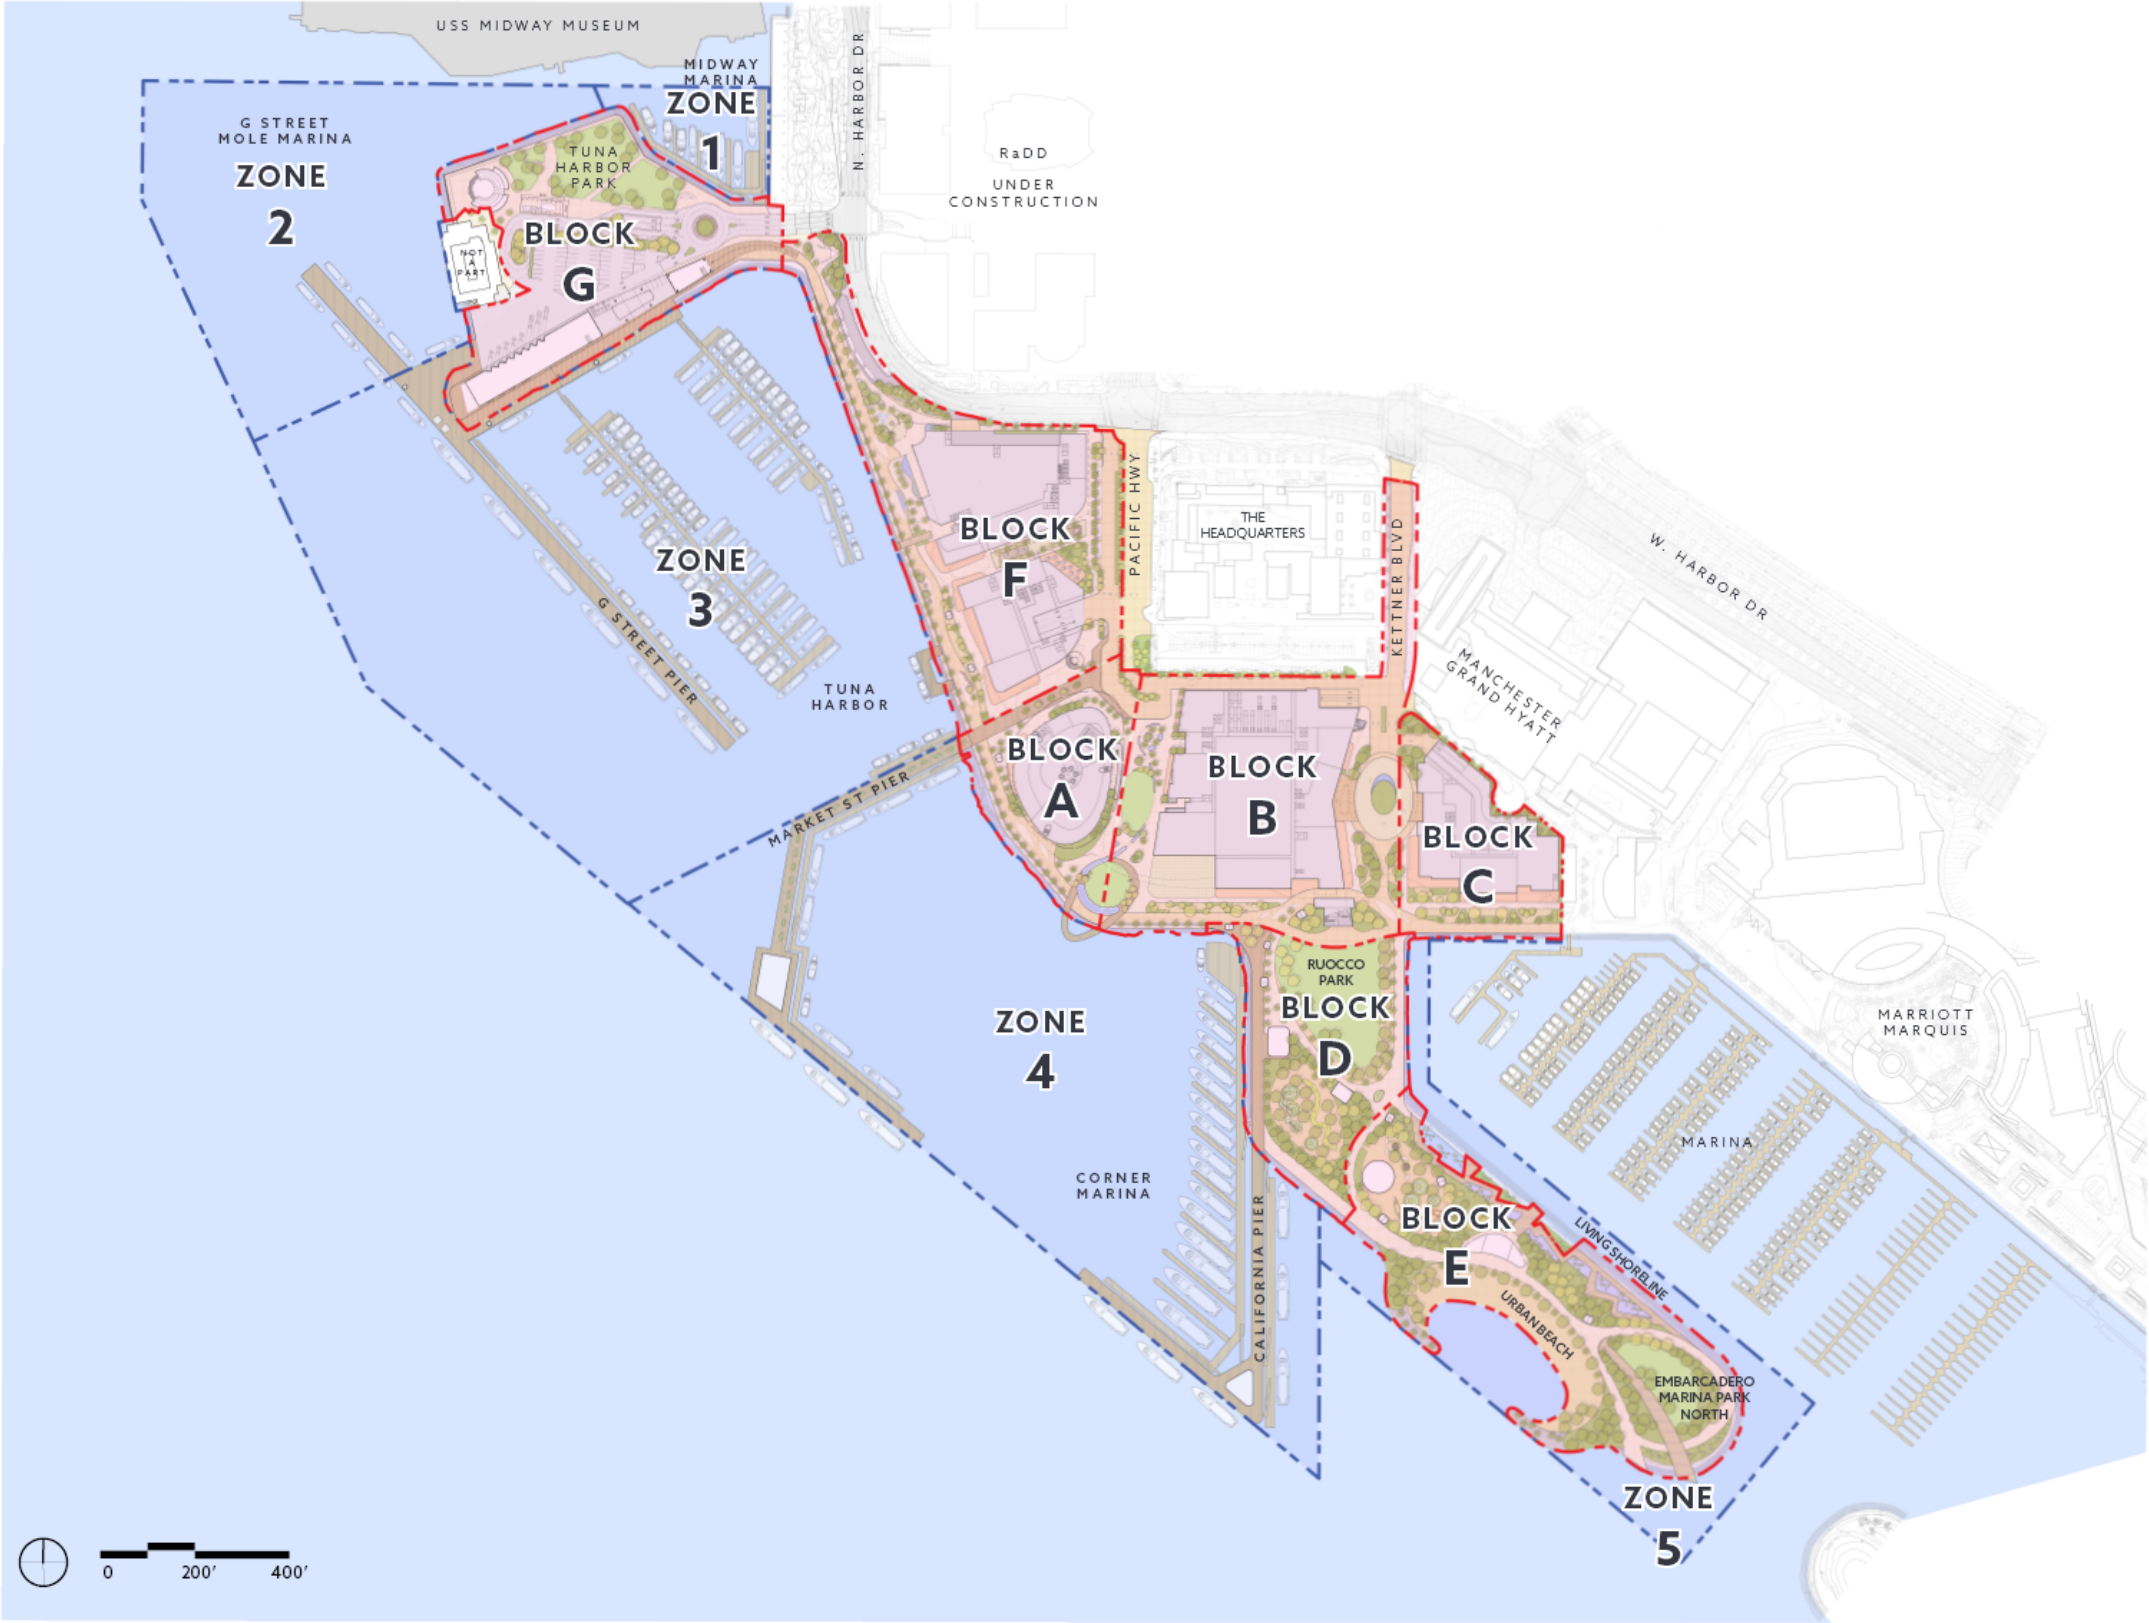 USS MIDWAY MUSEUM
MIDWAY
MARINA
ZONE
1
N. HARBOR DR
G STREET
MOLE MARINA
ZONE
2
TUNA
HARBOR
PARK
BLOCK
G
NOT
A
PART
RaDD
UNDER
CONSTRUCTION
ZONE
3
G STREET PIER
TUNA
HARBOR
BLOCK
F
PACIFIC HWY
THE
HEADQUARTERS
KETTNER BLVD
W. HARBOR DR
MANCHESTER
GRAND HYATT
MARKET ST PIER
BLOCK
A
BLOCK
B
BLOCK
C
RUOCCO
PARK
BLOCK
D
ZONE
4
MARRIOTT
MARQUIS
MARINA
CORNER
MARINA
CALIFORNIA PIER
BLOCK
E
LIVING SHORELINE
URBAN BEACH
EMBARCADERO
MARINA PARK
NORTH
ZONE
5
0 200' 400'